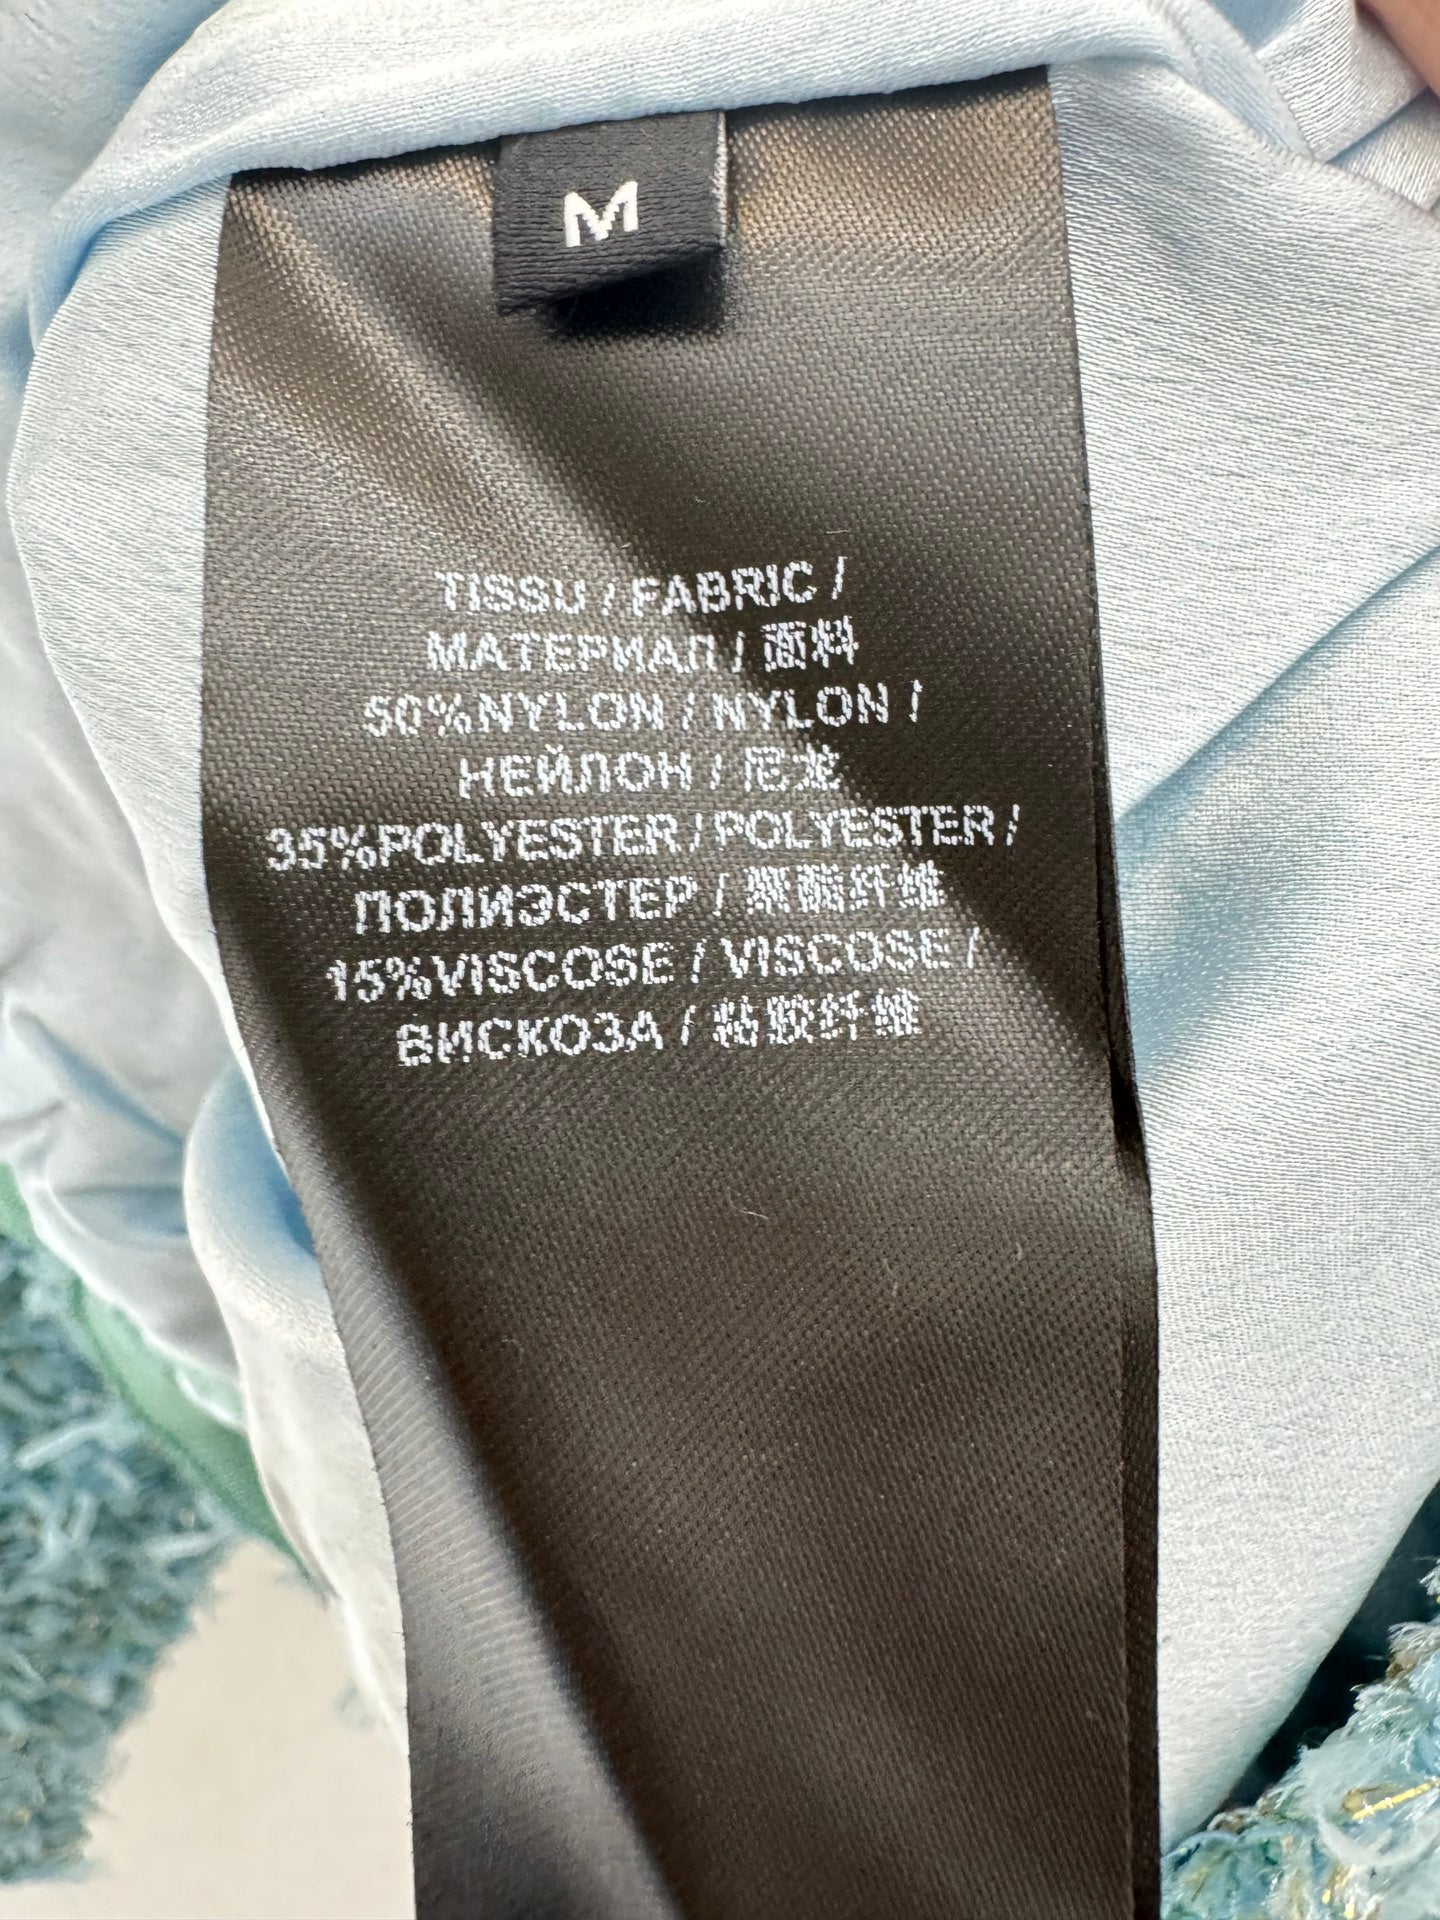 M
TISSU / FABRIC /
МАТЕРИАЛ / 面料
50%NYLON / NYLON /
НЕЙЛОН / 尼龙
35%POLYESTER / POLYESTER /
ПОЛИЭСТЕР / 聚酯纤维
15%VISCOSE / VISCOSE /
ВИСКОЗА / 粘胶纤维